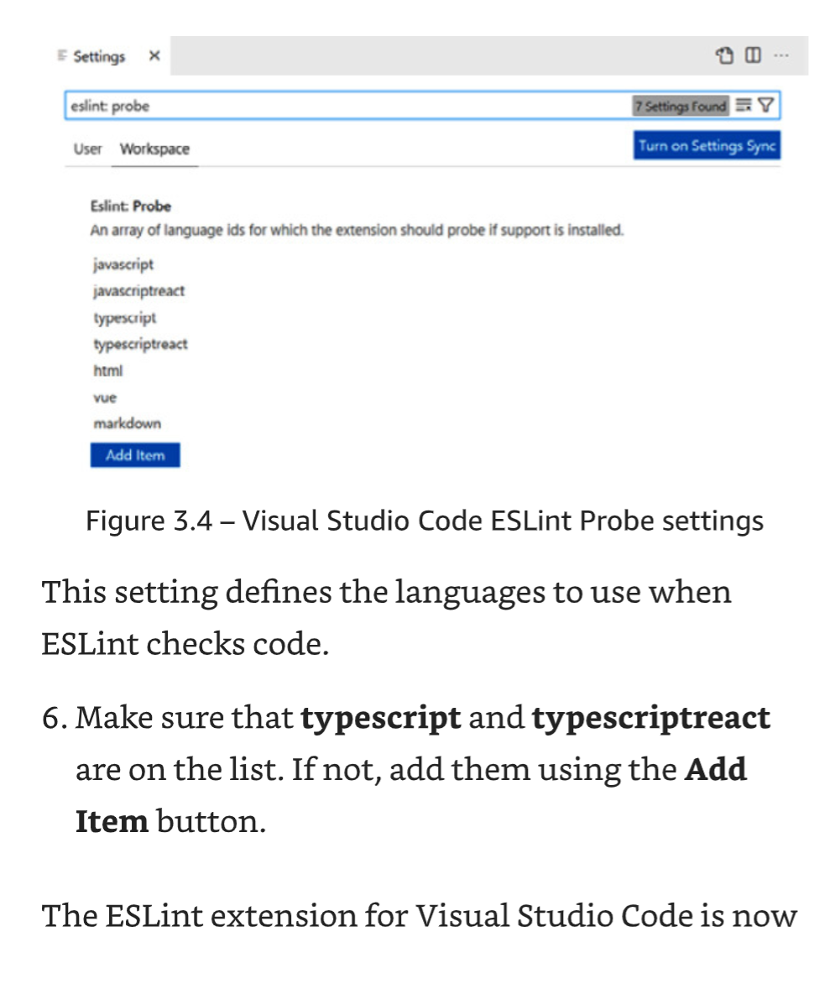 Settings
eslint: probe
7 Settings Found
User Workspace
Turn on Settings Sync
Eslint: Probe
An array of language ids for which the extension should probe if support is installed.
javascript
javascriptreact
typescript
typescriptreact
html
vue
markdown
Add Item
Figure 3.4 – Visual Studio Code ESLint Probe settings
This setting defines the languages to use when
ESLint checks code.
6. Make sure that typescript and typescriptreact
are on the list. If not, add them using the Add
Item button.
The ESLint extension for Visual Studio Code is now